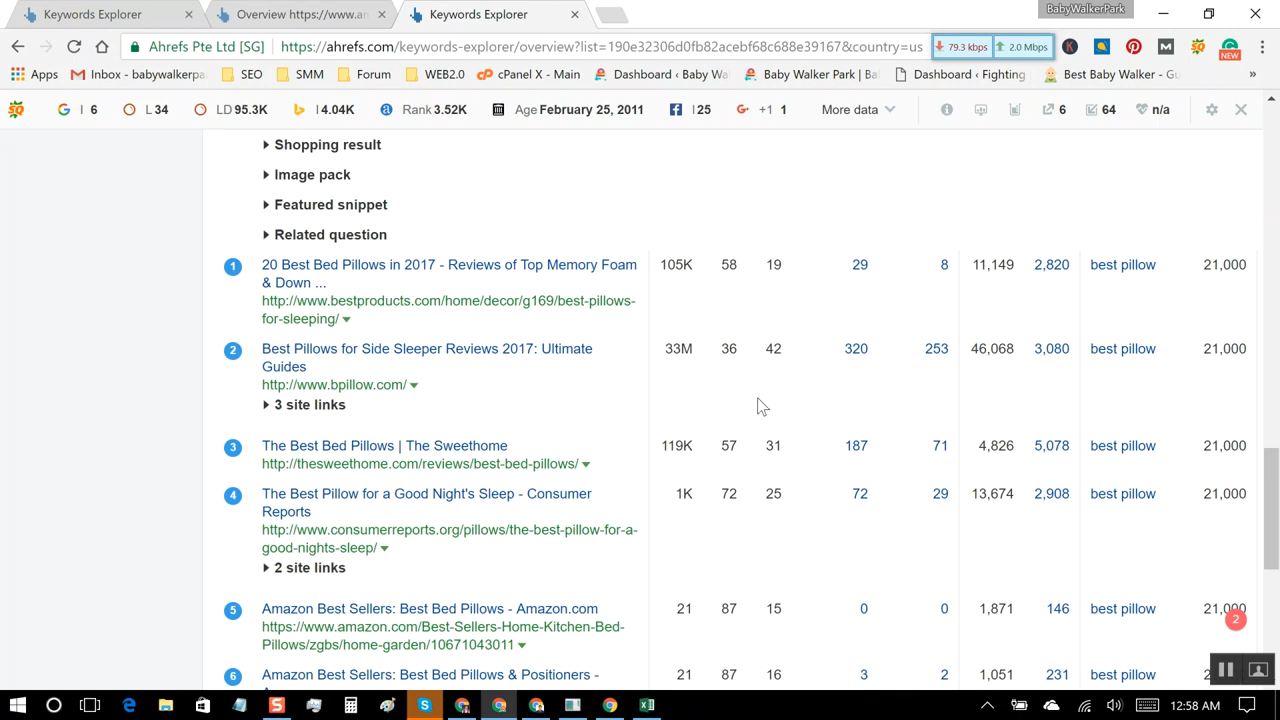 Keywords Explorer
Overview https://www.an
Keywords Explorer
BabyWalkerPark
Ahrefs Pte Ltd [SG]
https://ahrefs.com/keywords-explorer/overview?list=190e32306d0fb82acebf68c688e39167&country=us
79.3 kbps
2.0 Mbps
NEW
Apps
Inbox - babywalkerpa
SEO
SMM
Forum
WEB2.0
cPanel X - Main
Dashboard ‹ Baby Wa
Baby Walker Park | Ba
Dashboard ‹ Fighting
Best Baby Walker - Gu
»
I 6
L 34
LD 95.3K
I 4.04K
Rank 3.52K
Age February 25, 2011
I 25
+1 1
More data
6
64
n/a
Shopping result
Image pack
Featured snippet
Related question
1 20 Best Bed Pillows in 2017 - Reviews of Top Memory Foam 105K 58 19 29 8 11,149 2,820 best pillow 21,000
& Down ...
http://www.bestproducts.com/home/decor/g169/best-pillows-
for-sleeping/
2 Best Pillows for Side Sleeper Reviews 2017: Ultimate 33M 36 42 320 253 46,068 3,080 best pillow 21,000
Guides
http://www.bpillow.com/
3 site links
3 The Best Bed Pillows | The Sweethome 119K 57 31 187 71 4,826 5,078 best pillow 21,000
http://thesweethome.com/reviews/best-bed-pillows/
4 The Best Pillow for a Good Night's Sleep - Consumer 1K 72 25 72 29 13,674 2,908 best pillow 21,000
Reports
http://www.consumerreports.org/pillows/the-best-pillow-for-a-
good-nights-sleep/
2 site links
5 Amazon Best Sellers: Best Bed Pillows - Amazon.com 21 87 15 0 0 1,871 146 best pillow 21,000
2
https://www.amazon.com/Best-Sellers-Home-Kitchen-Bed-
Pillows/zgbs/home-garden/10671043011
6 Amazon Best Sellers: Best Bed Pillows & Positioners - 21 87 16 3 2 1,051 231 best pillow
12:58 AM